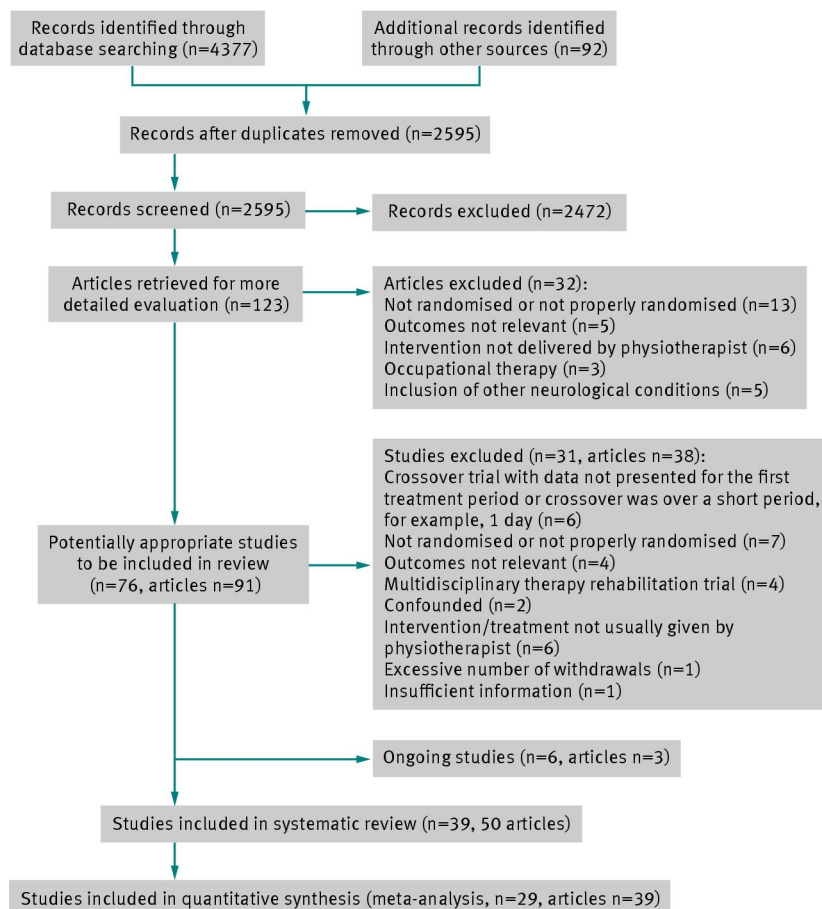 Records identified through
database searching (n=4377)
Additional records identified
through other sources (n=92)
Records after duplicates removed (n=2595)
Records screened (n=2595)
Records excluded (n=2472)
Articles retrieved for more
detailed evaluation (n=123)
Articles excluded (n=32):
Not randomised or not properly randomised (n=13)
Outcomes not relevant (n=5)
Intervention not delivered by physiotherapist (n=6)
Occupational therapy (n=3)
Inclusion of other neurological conditions (n=5)
Potentially appropriate studies
to be included in review
(n=76, articles n=91)
Studies excluded (n=31, articles n=38):
Crossover trial with data not presented for the first
treatment period or crossover was over a short period,
for example, 1 day (n=6)
Not randomised or not properly randomised (n=7)
Outcomes not relevant (n=4)
Multidisciplinary therapy rehabilitation trial (n=4)
Confounded (n=2)
Intervention/treatment not usually given by
physiotherapist (n=6)
Excessive number of withdrawals (n=1)
Insufficient information (n=1)
Ongoing studies (n=6, articles n=3)
Studies included in systematic review (n=39, 50 articles)
Studies included in quantitative synthesis (meta-analysis, n=29, articles n=39)